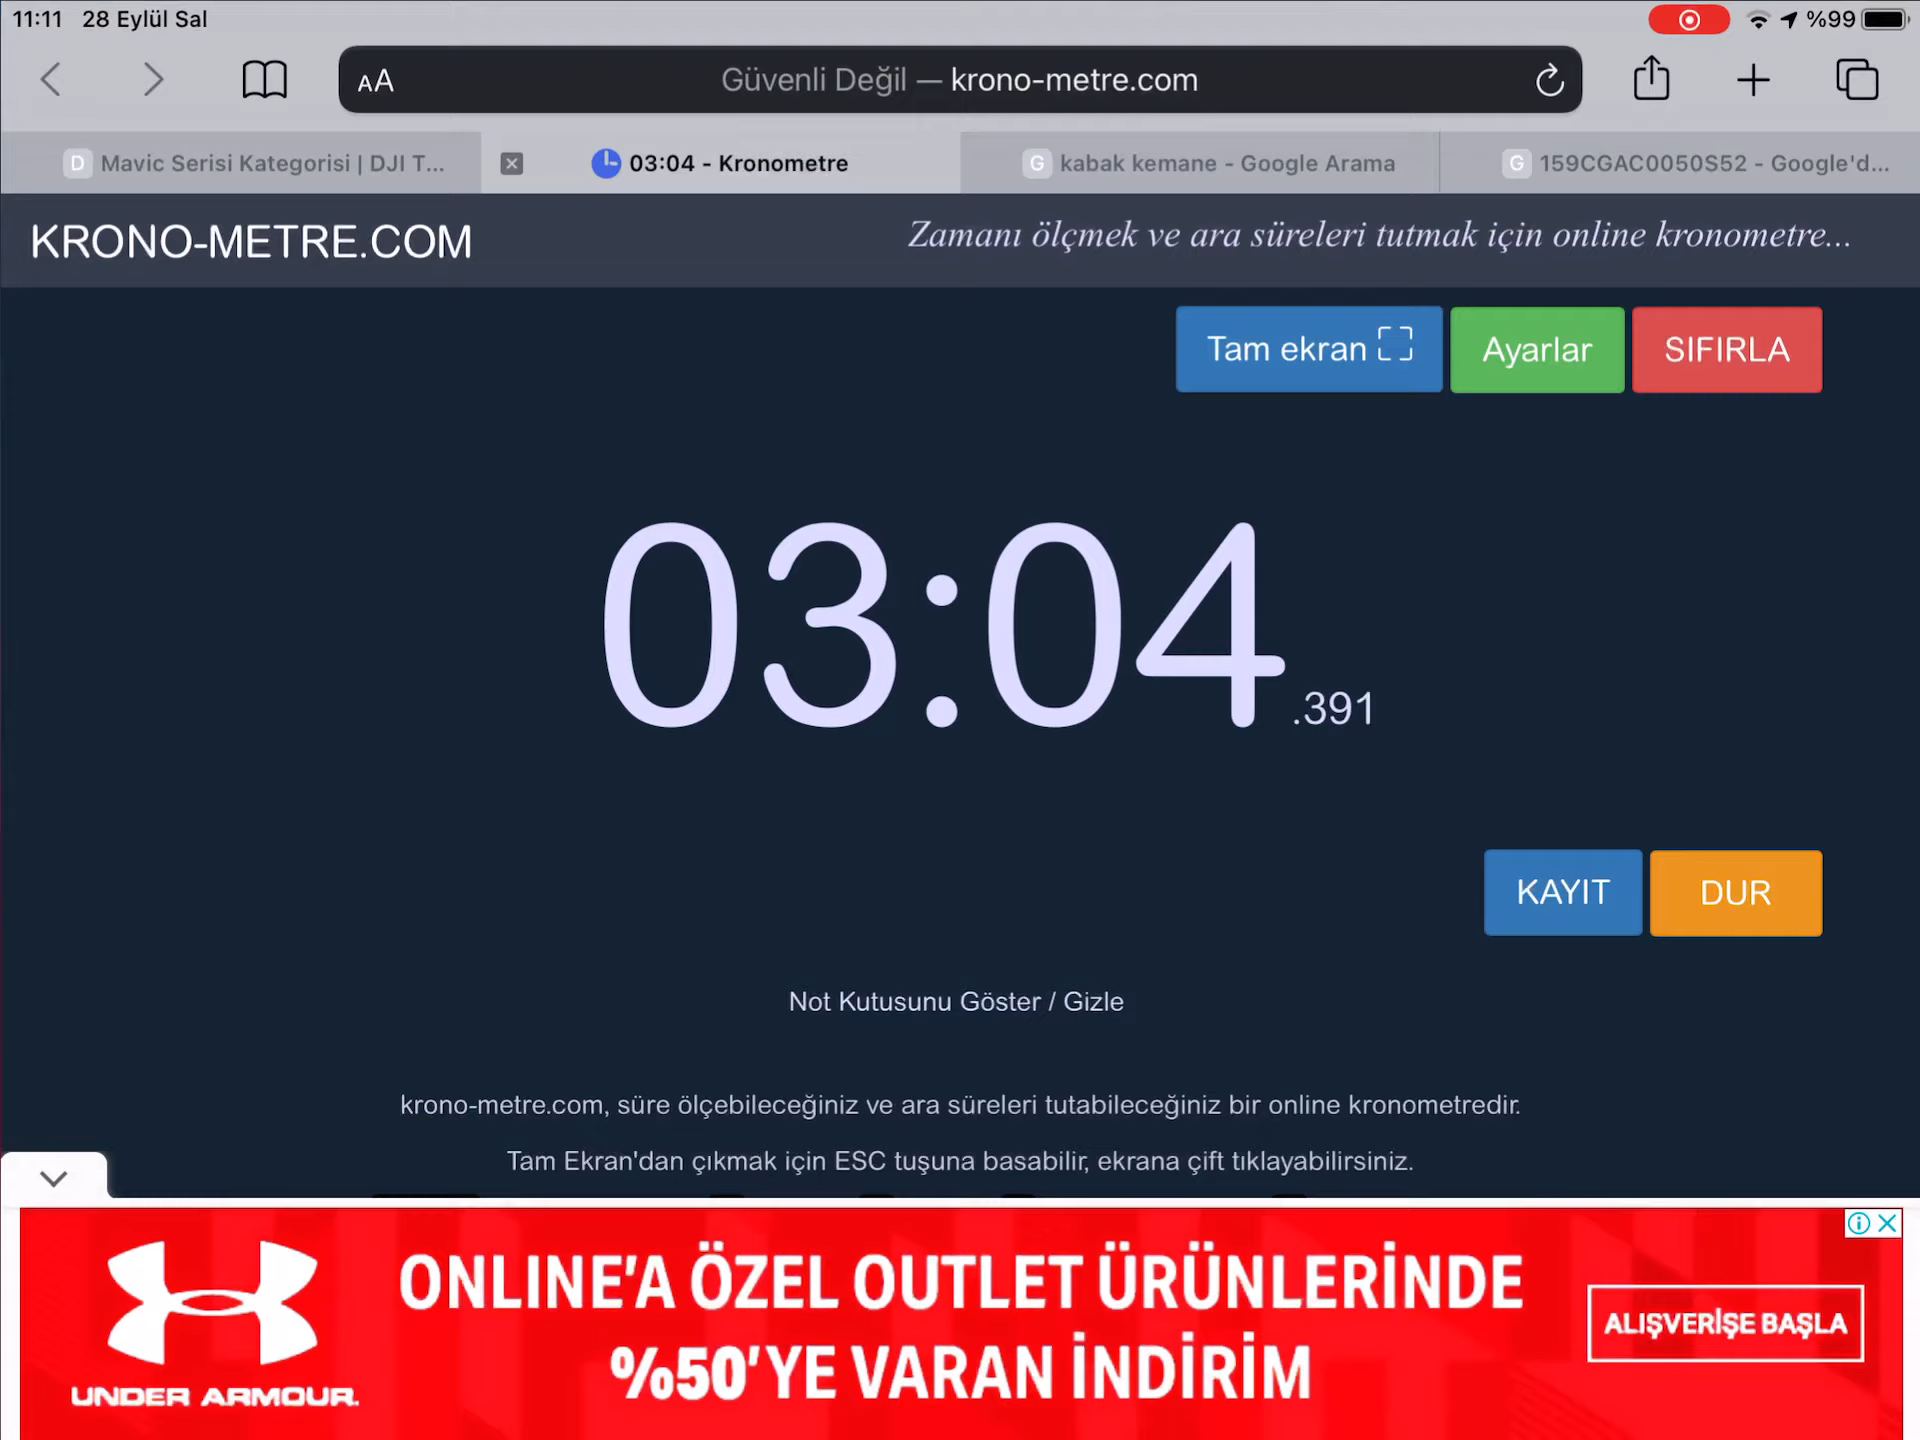 11:11 28 Eylül Sal
%99
AA Güvenli Değil — krono-metre.com
D Mavic Serisi Kategorisi | DJI T...
03:04 - Kronometre
G kabak kemane - Google Arama
G 159CGAC0050S52 - Google'd...
KRONO-METRE.COM
Zamanı ölçmek ve ara süreleri tutmak için online kronometre...
Tam ekran
Ayarlar
SIFIRLA
03:04.391
KAYIT
DUR
Not Kutusunu Göster / Gizle
krono-metre.com, süre ölçebileceğiniz ve ara süreleri tutabileceğiniz bir online kronometredir.
Tam Ekran'dan çıkmak için ESC tuşuna basabilir, ekrana çift tıklayabilirsiniz.
UNDER ARMOUR.
ONLINE'A ÖZEL OUTLET ÜRÜNLERİNDE
%50'YE VARAN İNDİRİM
ALIŞVERİŞE BAŞLA